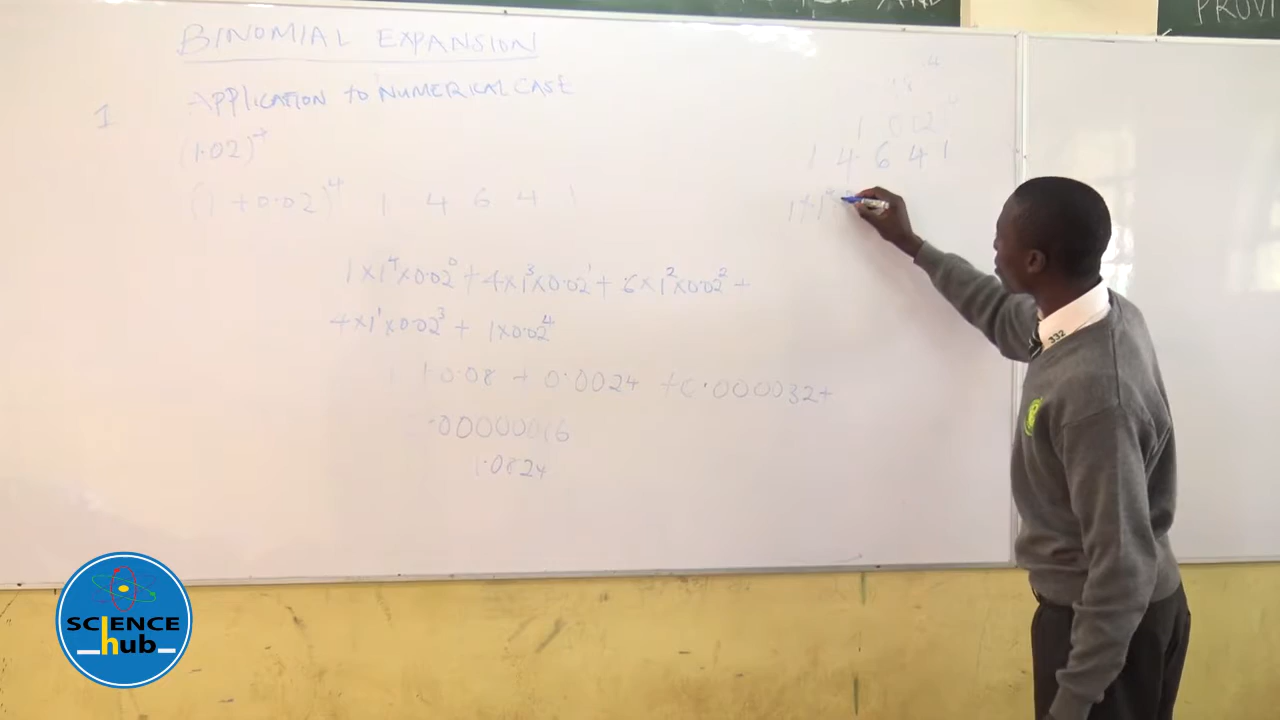 BINOMIAL EXPANSION
Application to NUMERICAL CASE
1
(1.02)⁴
(1 + 0.02)⁴ 1 4 6 4 1
1×1⁴×0.02⁰ + 4×1³×0.02¹ + 6×1²×0.02² +
4×1¹×0.02³ + 1×0.02⁴
0.08 + 0.0024 + 0.000032+
.00000016
1.0824
1 0.02
1 4 6 4 1
PROVI
332
SCIENCE
hub